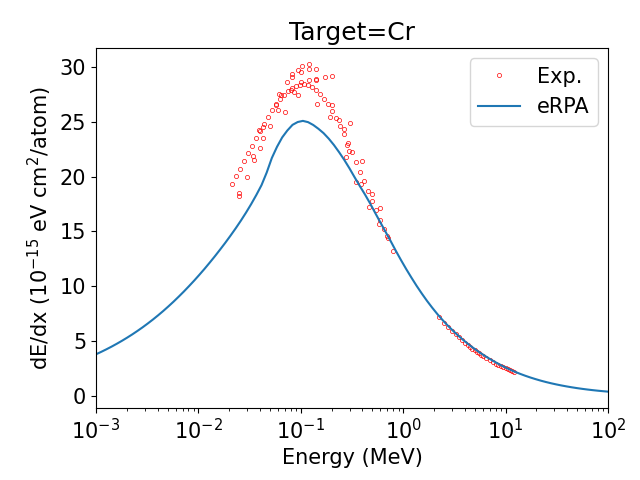 Target=Cr
dE/dx (10⁻¹⁵ eV cm²/atom)
30
25
20
15
10
5
0
Exp.
eRPA
10⁻³ 10⁻² 10⁻¹ 10⁰ 10¹ 10²
Energy (MeV)